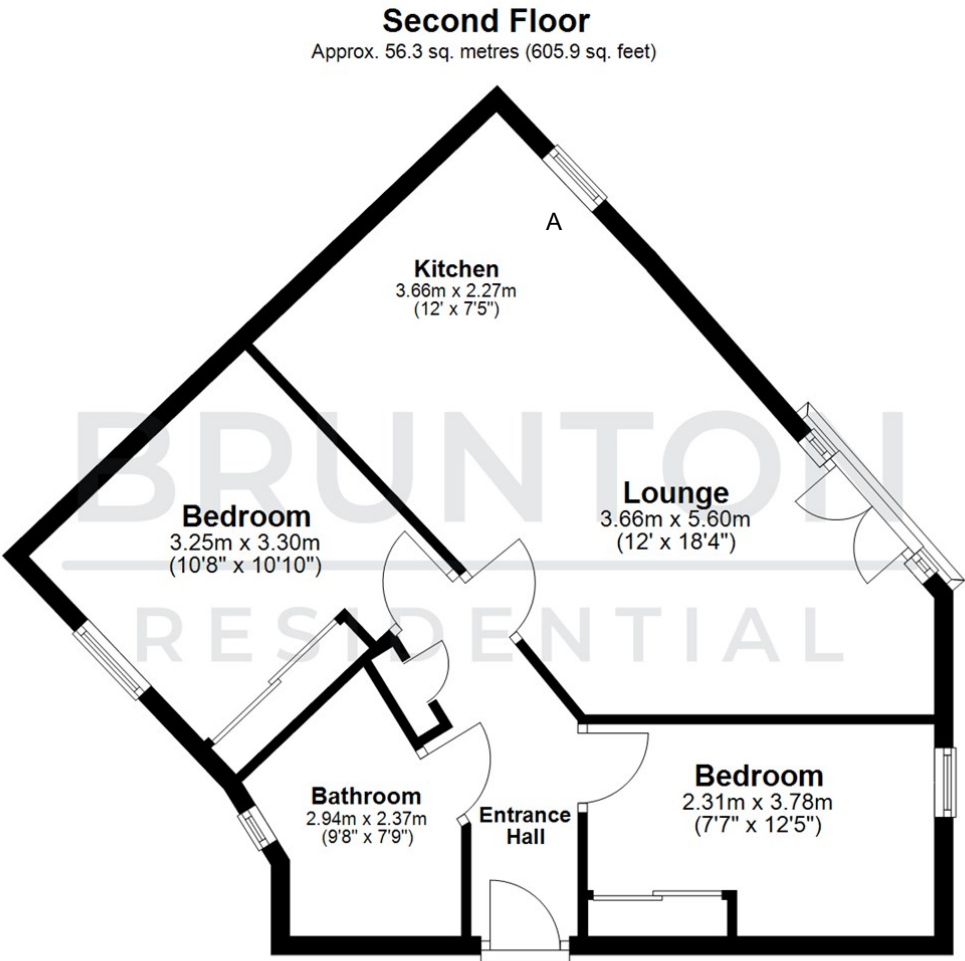 Second Floor
Approx. 56.3 sq. metres (605.9 sq. feet)
A
Kitchen
3.66m x 2.27m
(12' x 7'5")
BRUNTON
RESIDENTIAL
Lounge
3.66m x 5.60m
(12' x 18'4")
Bedroom
3.25m x 3.30m
(10'8" x 10'10")
Bathroom
2.94m x 2.37m
(9'8" x 7'9")
Entrance
Hall
Bedroom
2.31m x 3.78m
(7'7" x 12'5")